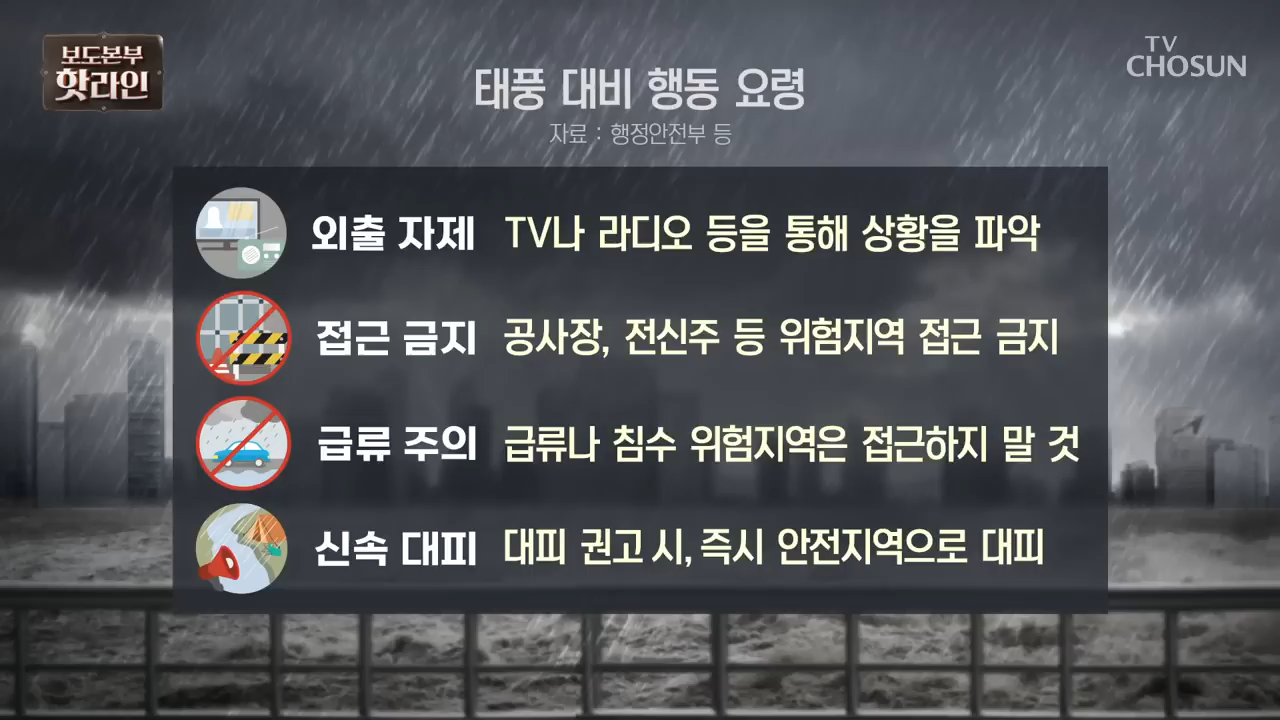 보도본부
핫라인
TV
CHOSUN
태풍 대비 행동 요령
자료 : 행정안전부 등
외출 자제 TV나 라디오 등을 통해 상황을 파악
접근 금지 공사장, 전신주 등 위험지역 접근 금지
급류 주의 급류나 침수 위험지역은 접근하지 말 것
신속 대피 대피 권고 시, 즉시 안전지역으로 대피